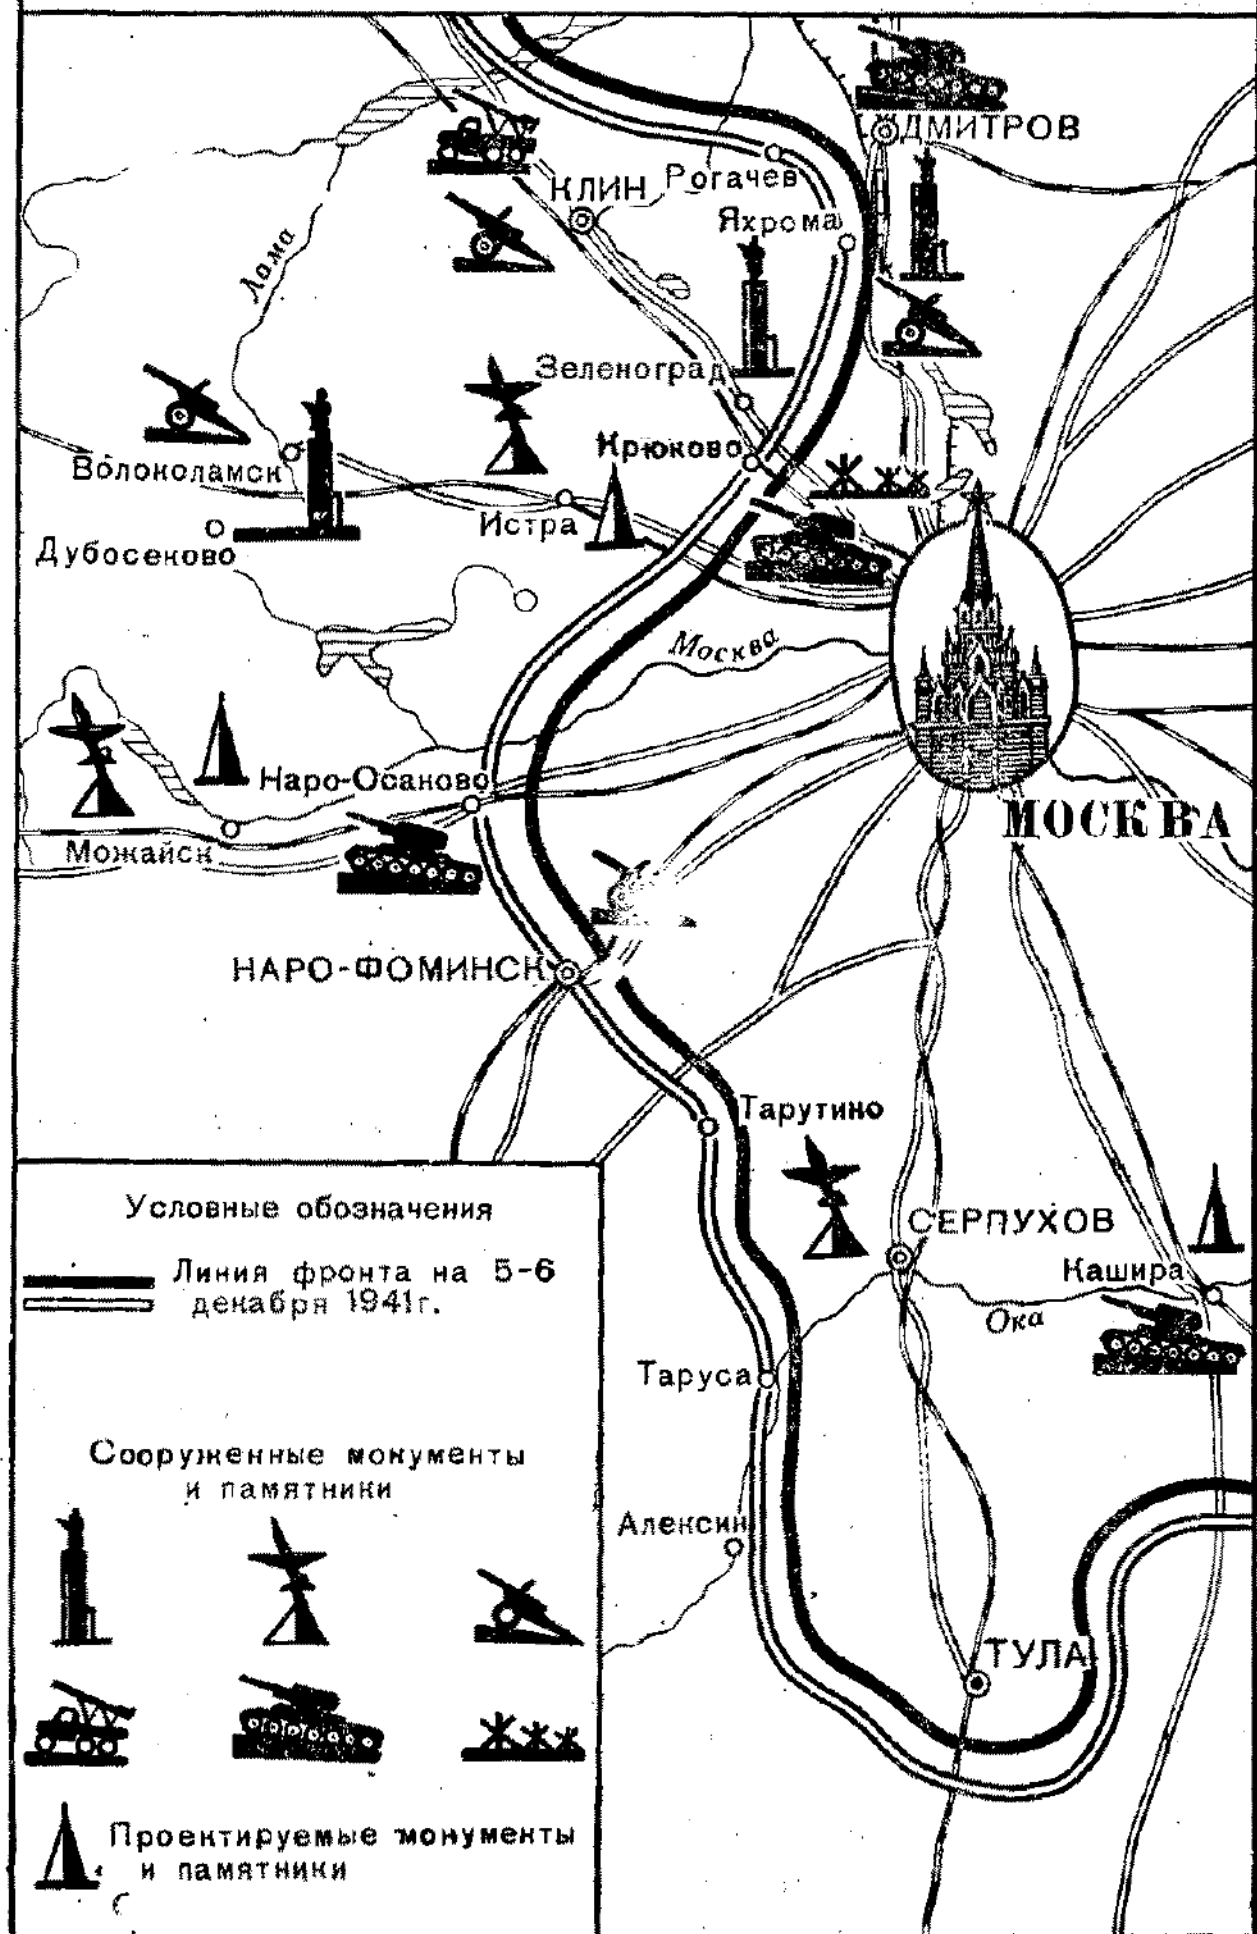 ДМИТРОВ
КЛИН
Рогачев
Яхрома
Лама
Зеленоград
Крюково
Волоколамск
Истра
Дубосеково
Москва
Наро-Осаново
МОСКВА
Можайск
НАРО-ФОМИНСК
Тарутино
СЕРПУХОВ
Кашира
Ока
Таруса
Алексин
ТУЛА
Условные обозначения
Линия фронта на 5-6
декабря 1941г.
Сооруженные монументы
и памятники
Проектируемые монументы
и памятники